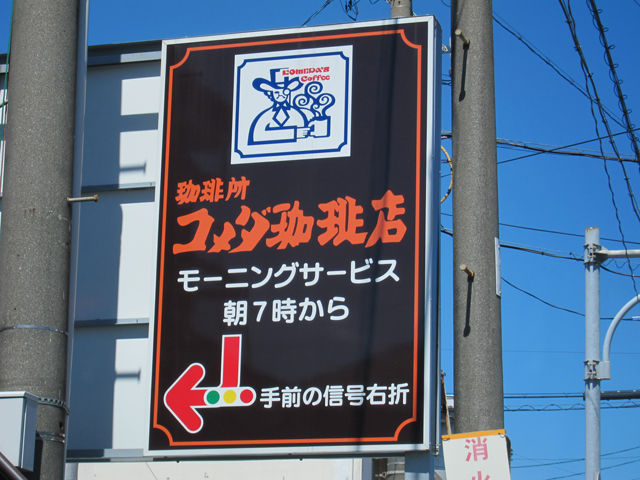 KOMEDA'S
Coffee
珈琲所
コメダ珈琲店
モーニングサービス
朝7時から
手前の信号右折
消